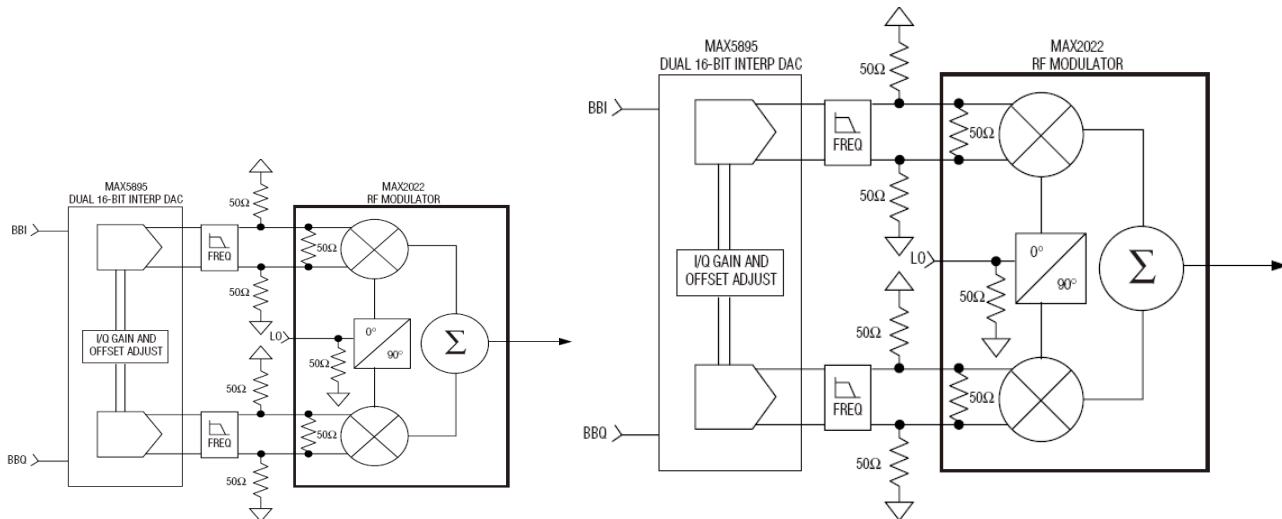 MAX5895
DUAL 16-BIT INTERP DAC
MAX2022
RF MODULATOR
50Ω
BBI
FREQ
50Ω
50Ω
I/Q GAIN AND
OFFSET ADJUST
LO
0°
90°
50Ω
Σ
50Ω
FREQ
50Ω
BBQ
50Ω
MAX5895
DUAL 16-BIT INTERP DAC
MAX2022
RF MODULATOR
50Ω
BBI
FREQ
50Ω
50Ω
I/Q GAIN AND
OFFSET ADJUST
LO
0°
90°
50Ω
Σ
50Ω
FREQ
50Ω
BBQ
50Ω